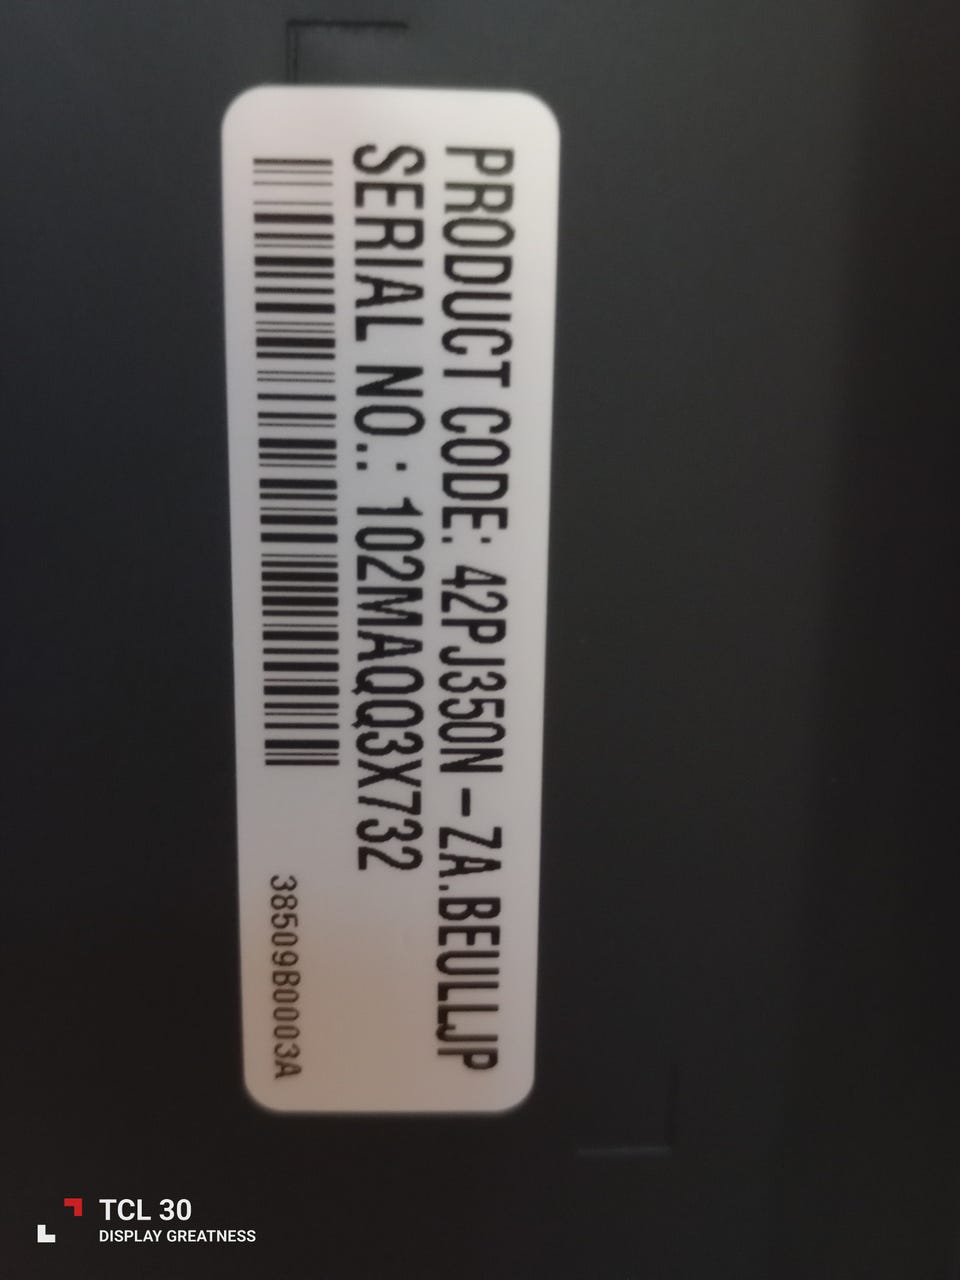 PRODUCT CODE: 42PJ350N-ZA.BEULLJP
SERIAL NO.: 102MAQQ3X732
38509B0003A
TCL 30
DISPLAY GREATNESS